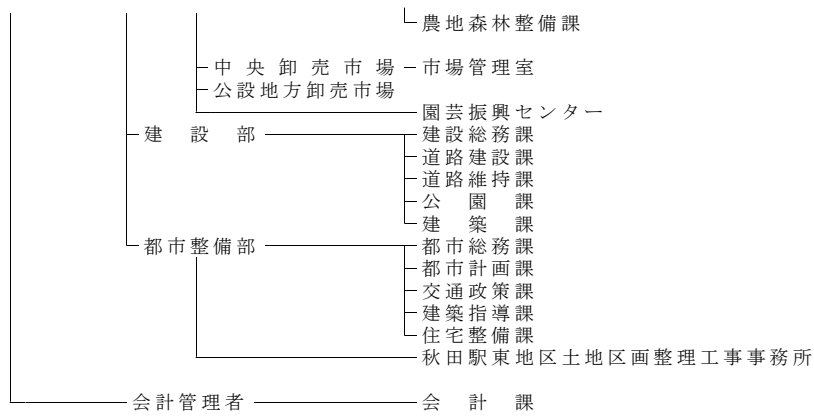 農地森林整備課
中央卸売市場 市場管理室
公設地方卸売市場
園芸振興センター
建設部 建設総務課
道路建設課
道路維持課
公園課
建築課
都市整備部 都市総務課
都市計画課
交通政策課
建築指導課
住宅整備課
秋田駅東地区土地区画整理工事事務所
会計管理者 会計課